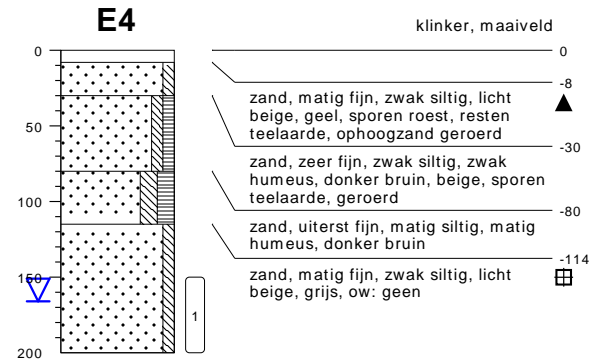 E4
klinker, maaiveld
0
0
-8
zand, matig fijn, zwak siltig, licht
beige, geel, sporen roest, resten
teelaarde, ophoogzand geroerd
-30
50
zand, zeer fijn, zwak siltig, zwak
humeus, donker bruin, beige, sporen
teelaarde, geroerd
-80
100
zand, uiterst fijn, matig siltig, matig
humeus, donker bruin
-114
150
zand, matig fijn, zwak siltig, licht
beige, grijs, ow: geen
1
200